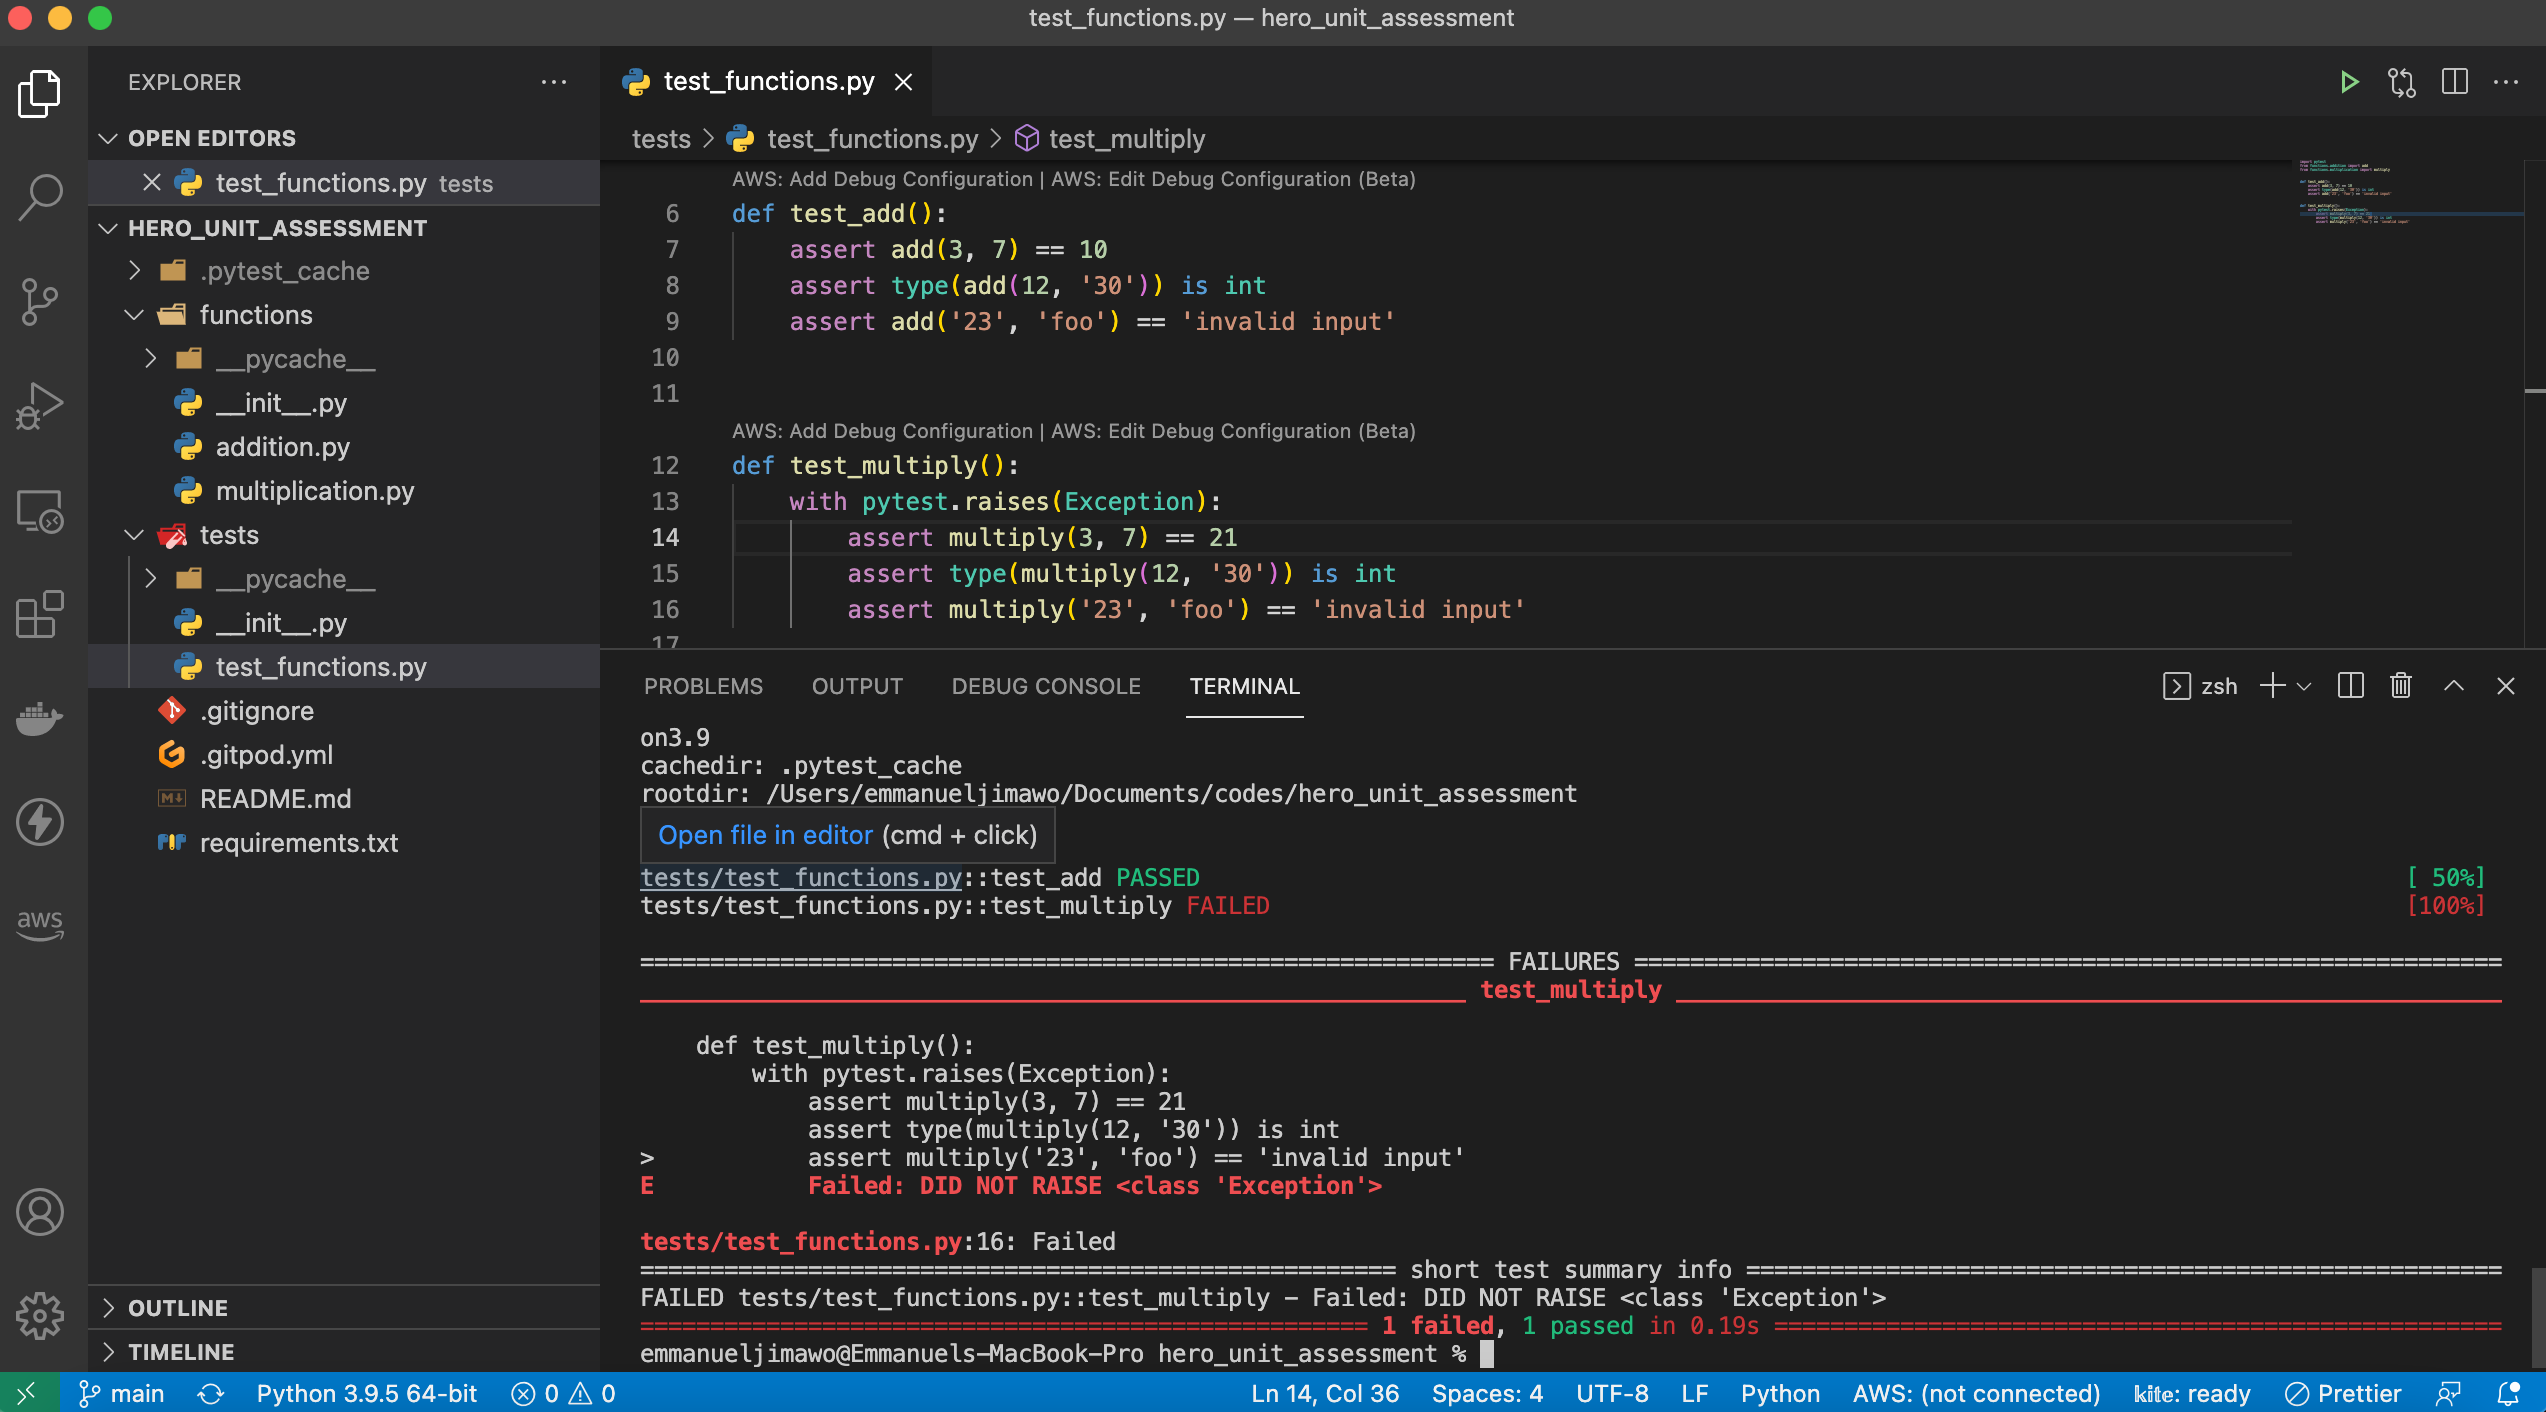 test_functions.py — hero_unit_assessment
EXPLORER
OPEN EDITORS
test_functions.py tests
HERO_UNIT_ASSESSMENT
.pytest_cache
functions
__pycache__
__init__.py
addition.py
multiplication.py
tests
__pycache__
__init__.py
test_functions.py
.gitignore
.gitpod.yml
README.md
requirements.txt
OUTLINE
TIMELINE
aws
test_functions.py
tests > test_functions.py > test_multiply
AWS: Add Debug Configuration | AWS: Edit Debug Configuration (Beta)
6 def test_add():
7 assert add(3, 7) == 10
8 assert type(add(12, '30')) is int
9 assert add('23', 'foo') == 'invalid input'
10
11
AWS: Add Debug Configuration | AWS: Edit Debug Configuration (Beta)
12 def test_multiply():
13 with pytest.raises(Exception):
14 assert multiply(3, 7) == 21
15 assert type(multiply(12, '30')) is int
16 assert multiply('23', 'foo') == 'invalid input'
17
PROBLEMS OUTPUT DEBUG CONSOLE TERMINAL zsh
on3.9
cachedir: .pytest_cache
rootdir: /Users/emmanueljimawo/Documents/codes/hero_unit_assessment
Open file in editor (cmd + click)
tests/test_functions.py::test_add PASSED [ 50%]
tests/test_functions.py::test_multiply FAILED [100%]
============================================================= FAILURES ==============================================================
___________________________________________________________ test_multiply ___________________________________________________________
def test_multiply():
with pytest.raises(Exception):
assert multiply(3, 7) == 21
assert type(multiply(12, '30')) is int
> assert multiply('23', 'foo') == 'invalid input'
E Failed: DID NOT RAISE <class 'Exception'>
tests/test_functions.py:16: Failed
====================================================== short test summary info ======================================================
FAILED tests/test_functions.py::test_multiply - Failed: DID NOT RAISE <class 'Exception'>
==================================================== 1 failed, 1 passed in 0.19s ====================================================
emmanueljimawo@Emmanuels-MacBook-Pro hero_unit_assessment %
main Python 3.9.5 64-bit 0 0 Ln 14, Col 36 Spaces: 4 UTF-8 LF Python AWS: (not connected) kite: ready Prettier